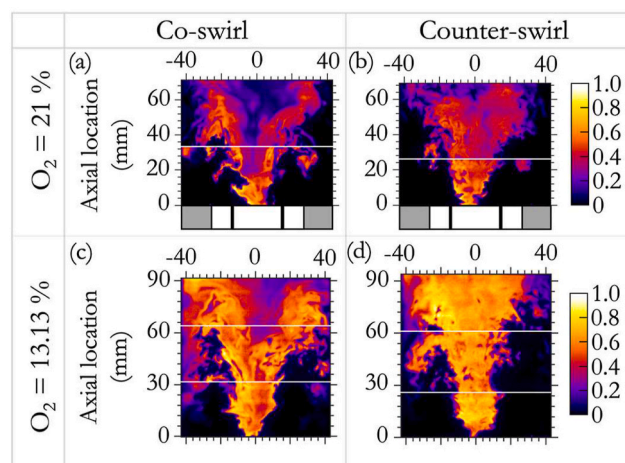 Co-swirl Counter-swirl
O₂ = 21 %
(a) -40 0 40
Axial location
(mm)
60
40
20
0
(b) -40 0 40
60
40
20
0
1.0
0.8
0.6
0.4
0.2
0
O₂ = 13.13 %
(c) -40 0 40
Axial location
(mm)
90
60
30
0
(d) -40 0 40
90
60
30
0
1.0
0.8
0.6
0.4
0.2
0